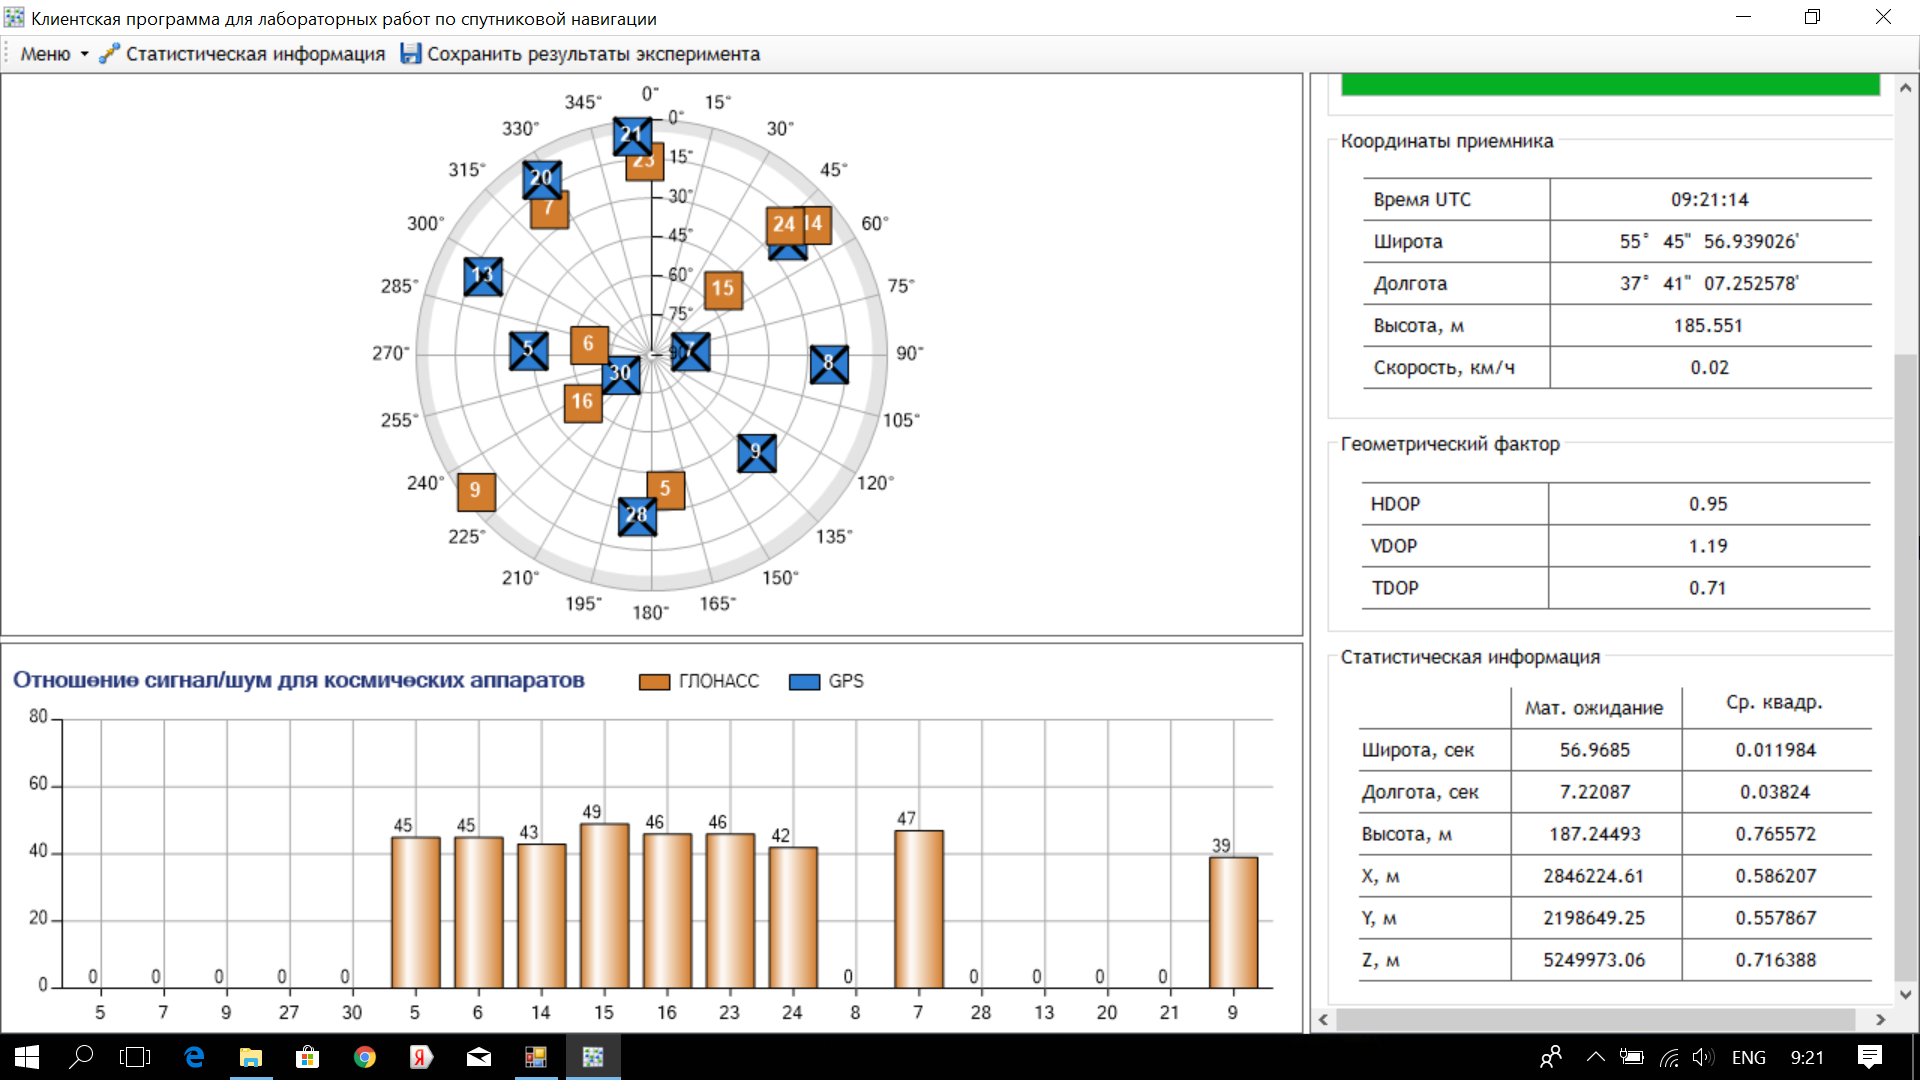 Клиентская программа для лабораторных работ по спутниковой навигации
Меню Статистическая информация Сохранить результаты эксперимента
0°
345° 15°
330° 30°
315° 45°
300° 60°
285° 75°
270° 90°
255° 105°
240° 120°
225° 135°
210° 150°
195° 165°
180°
0°
15°
30°
45°
60°
75°
90
21
23
20
7
24
14
13
15
6
5
7
8
30
16
9
9
5
28
Отношение сигнал/шум для космических аппаратов
ГЛОНАСС GPS
80
60
40
20
0
0 0 0 0 0 45 45 43 49 46 46 42 0 47 0 0 0 0 39
5 7 9 27 30 5 6 14 15 16 23 24 8 7 28 13 20 21 9
Координаты приемника
Время UTC 09:21:14
Широта 55° 45" 56.939026'
Долгота 37° 41" 07.252578'
Высота, м 185.551
Скорость, км/ч 0.02
Геометрический фактор
HDOP 0.95
VDOP 1.19
TDOP 0.71
Статистическая информация
Мат. ожидание Ср. квадр.
Широта, сек 56.9685 0.011984
Долгота, сек 7.22087 0.03824
Высота, м 187.24493 0.765572
X, м 2846224.61 0.586207
Y, м 2198649.25 0.557867
Z, м 5249973.06 0.716388
ENG 9:21